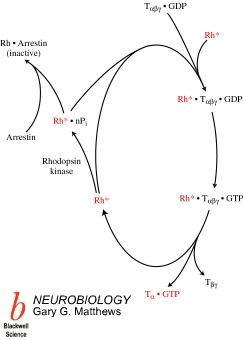 Tαβγ • GDP
Rh*
Rh • Arrestin
(inactive)
Rh* • Tαβγ • GDP
Rh* • nPi
Arrestin
Rhodopsin
kinase
Rh*
Rh* • Tαβγ • GTP
Tβγ
Tα • GTP
b
Blackwell
Science
NEUROBIOLOGY
Gary G. Matthews